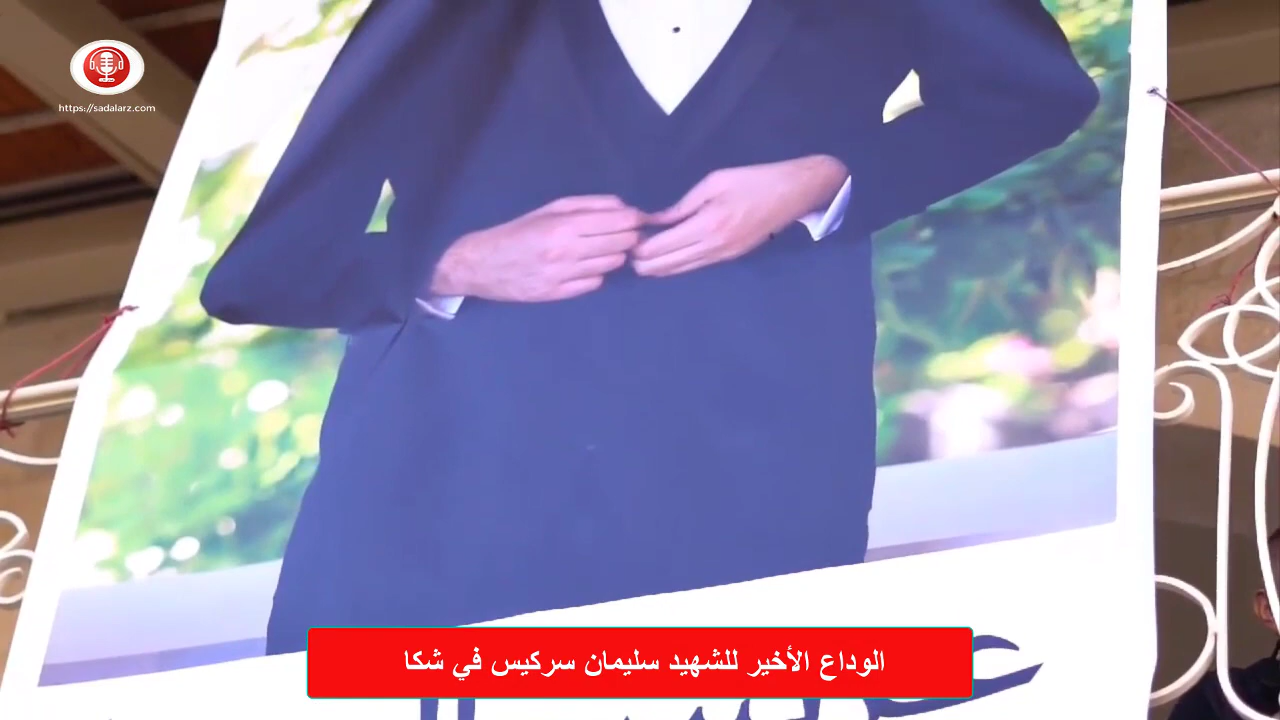 https://sadalarz.com
الوداع الأخير للشهيد سليمان سركيس في شكا